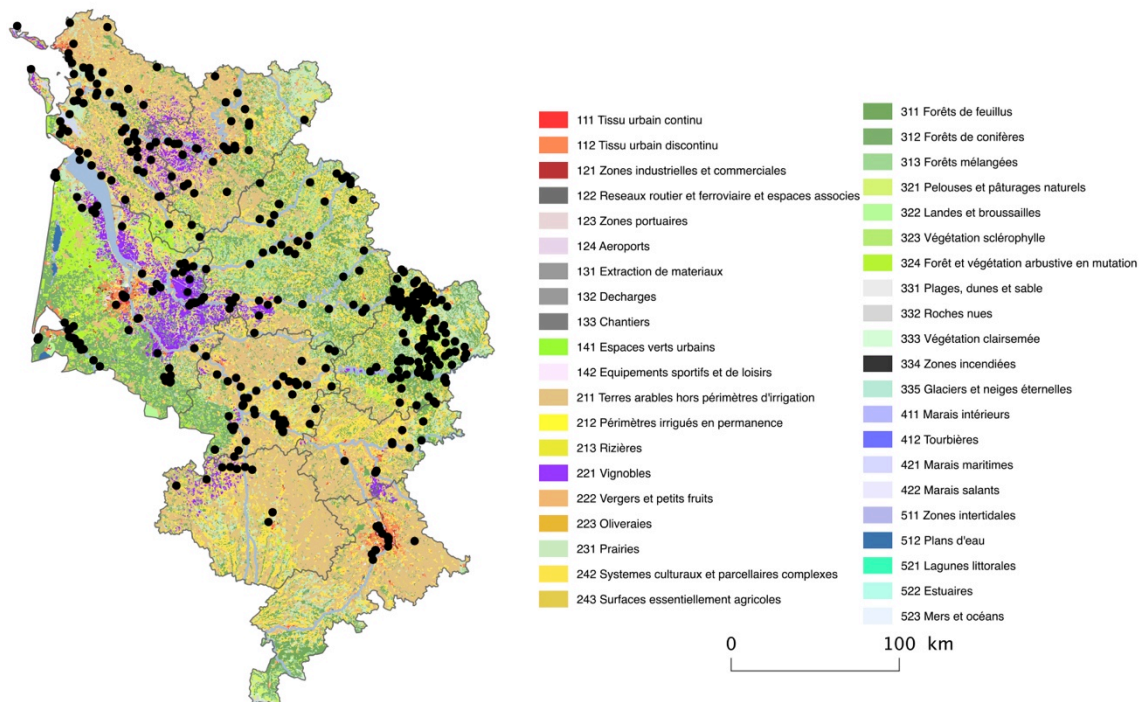 111 Tissu urbain continu
112 Tissu urbain discontinu
121 Zones industrielles et commerciales
122 Reseaux routier et ferroviaire et espaces associes
123 Zones portuaires
124 Aeroports
131 Extraction de materiaux
132 Decharges
133 Chantiers
141 Espaces verts urbains
142 Equipements sportifs et de loisirs
211 Terres arables hors périmètres d'irrigation
212 Périmètres irrigués en permanence
213 Rizières
221 Vignobles
222 Vergers et petits fruits
223 Oliveraies
231 Prairies
242 Systemes culturaux et parcellaires complexes
243 Surfaces essentiellement agricoles
311 Forêts de feuillus
312 Forêts de conifères
313 Forêts mélangées
321 Pelouses et pâturages naturels
322 Landes et broussailles
323 Végétation sclérophylle
324 Forêt et végétation arbustive en mutation
331 Plages, dunes et sable
332 Roches nues
333 Végétation clairsemée
334 Zones incendiées
335 Glaciers et neiges éternelles
411 Marais intérieurs
412 Tourbières
421 Marais maritimes
422 Marais salants
511 Zones intertidales
512 Plans d'eau
521 Lagunes littorales
522 Estuaires
523 Mers et océans
0 100 km